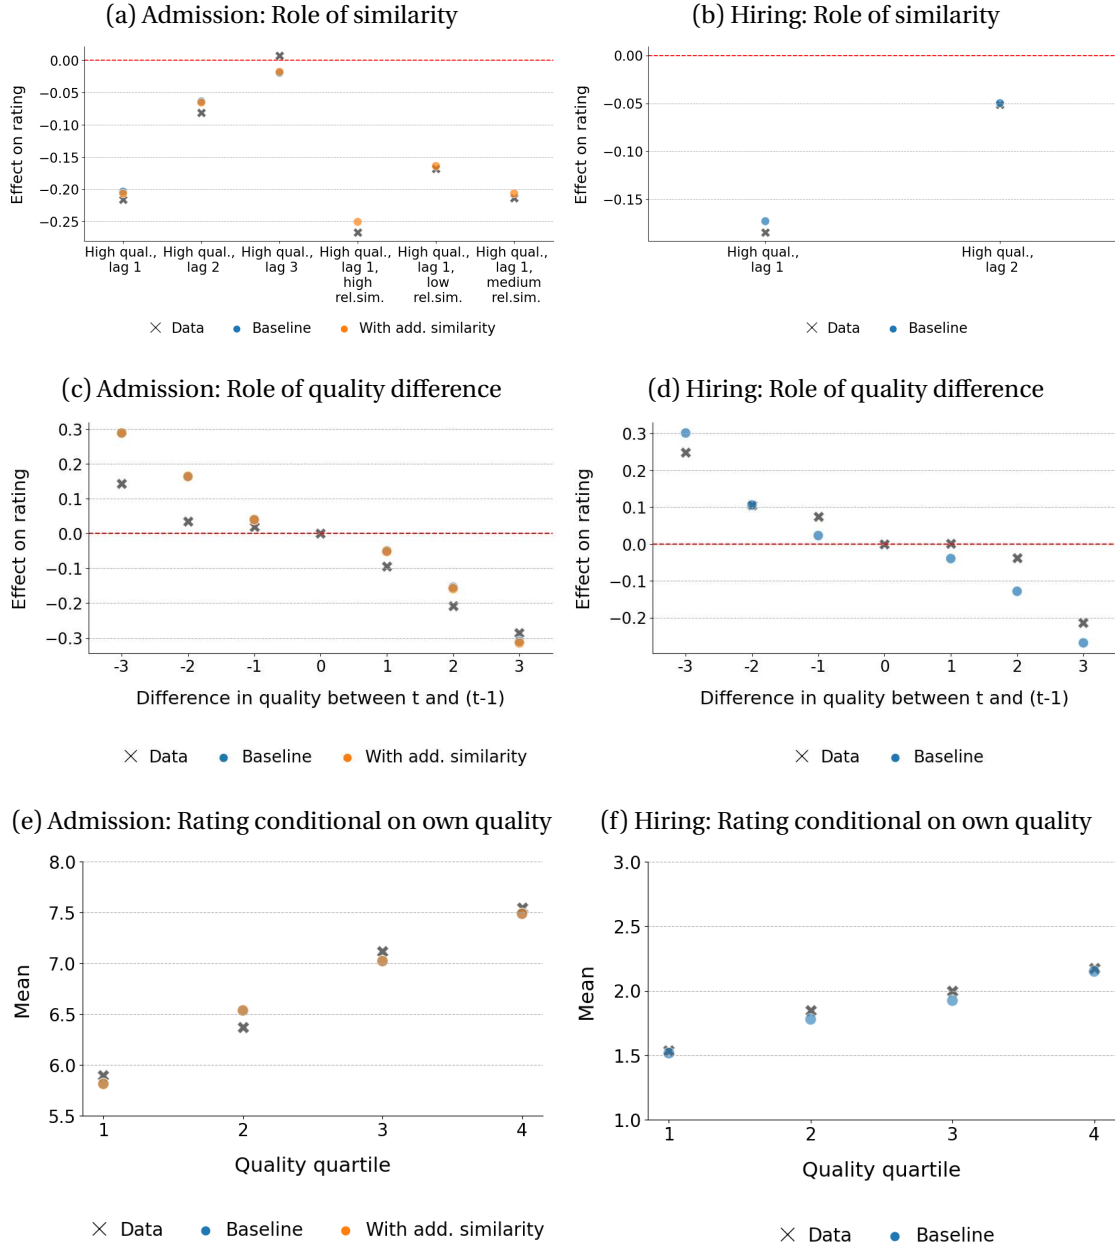 (a) Admission: Role of similarity
Effect on rating
0.00
−0.05
−0.10
−0.15
−0.20
−0.25
High qual.,
lag 1
High qual.,
lag 2
High qual.,
lag 3
High qual.,
lag 1,
high
rel.sim.
High qual.,
lag 1,
low
rel.sim.
High qual.,
lag 1,
medium
rel.sim.
Data
Baseline
With add. similarity
(b) Hiring: Role of similarity
Effect on rating
0.00
−0.05
−0.10
−0.15
High qual.,
lag 1
High qual.,
lag 2
Data
Baseline
(c) Admission: Role of quality difference
Effect on rating
0.3
0.2
0.1
0.0
−0.1
−0.2
−0.3
-3 -2 -1 0 1 2 3
Difference in quality between t and (t-1)
Data
Baseline
With add. similarity
(d) Hiring: Role of quality difference
Effect on rating
0.3
0.2
0.1
0.0
−0.1
−0.2
-3 -2 -1 0 1 2 3
Difference in quality between t and (t-1)
Data
Baseline
(e) Admission: Rating conditional on own quality
Mean
8.0
7.5
7.0
6.5
6.0
5.5
1 2 3 4
Quality quartile
Data
Baseline
With add. similarity
(f) Hiring: Rating conditional on own quality
Mean
3.0
2.5
2.0
1.5
1.0
1 2 3 4
Quality quartile
Data
Baseline